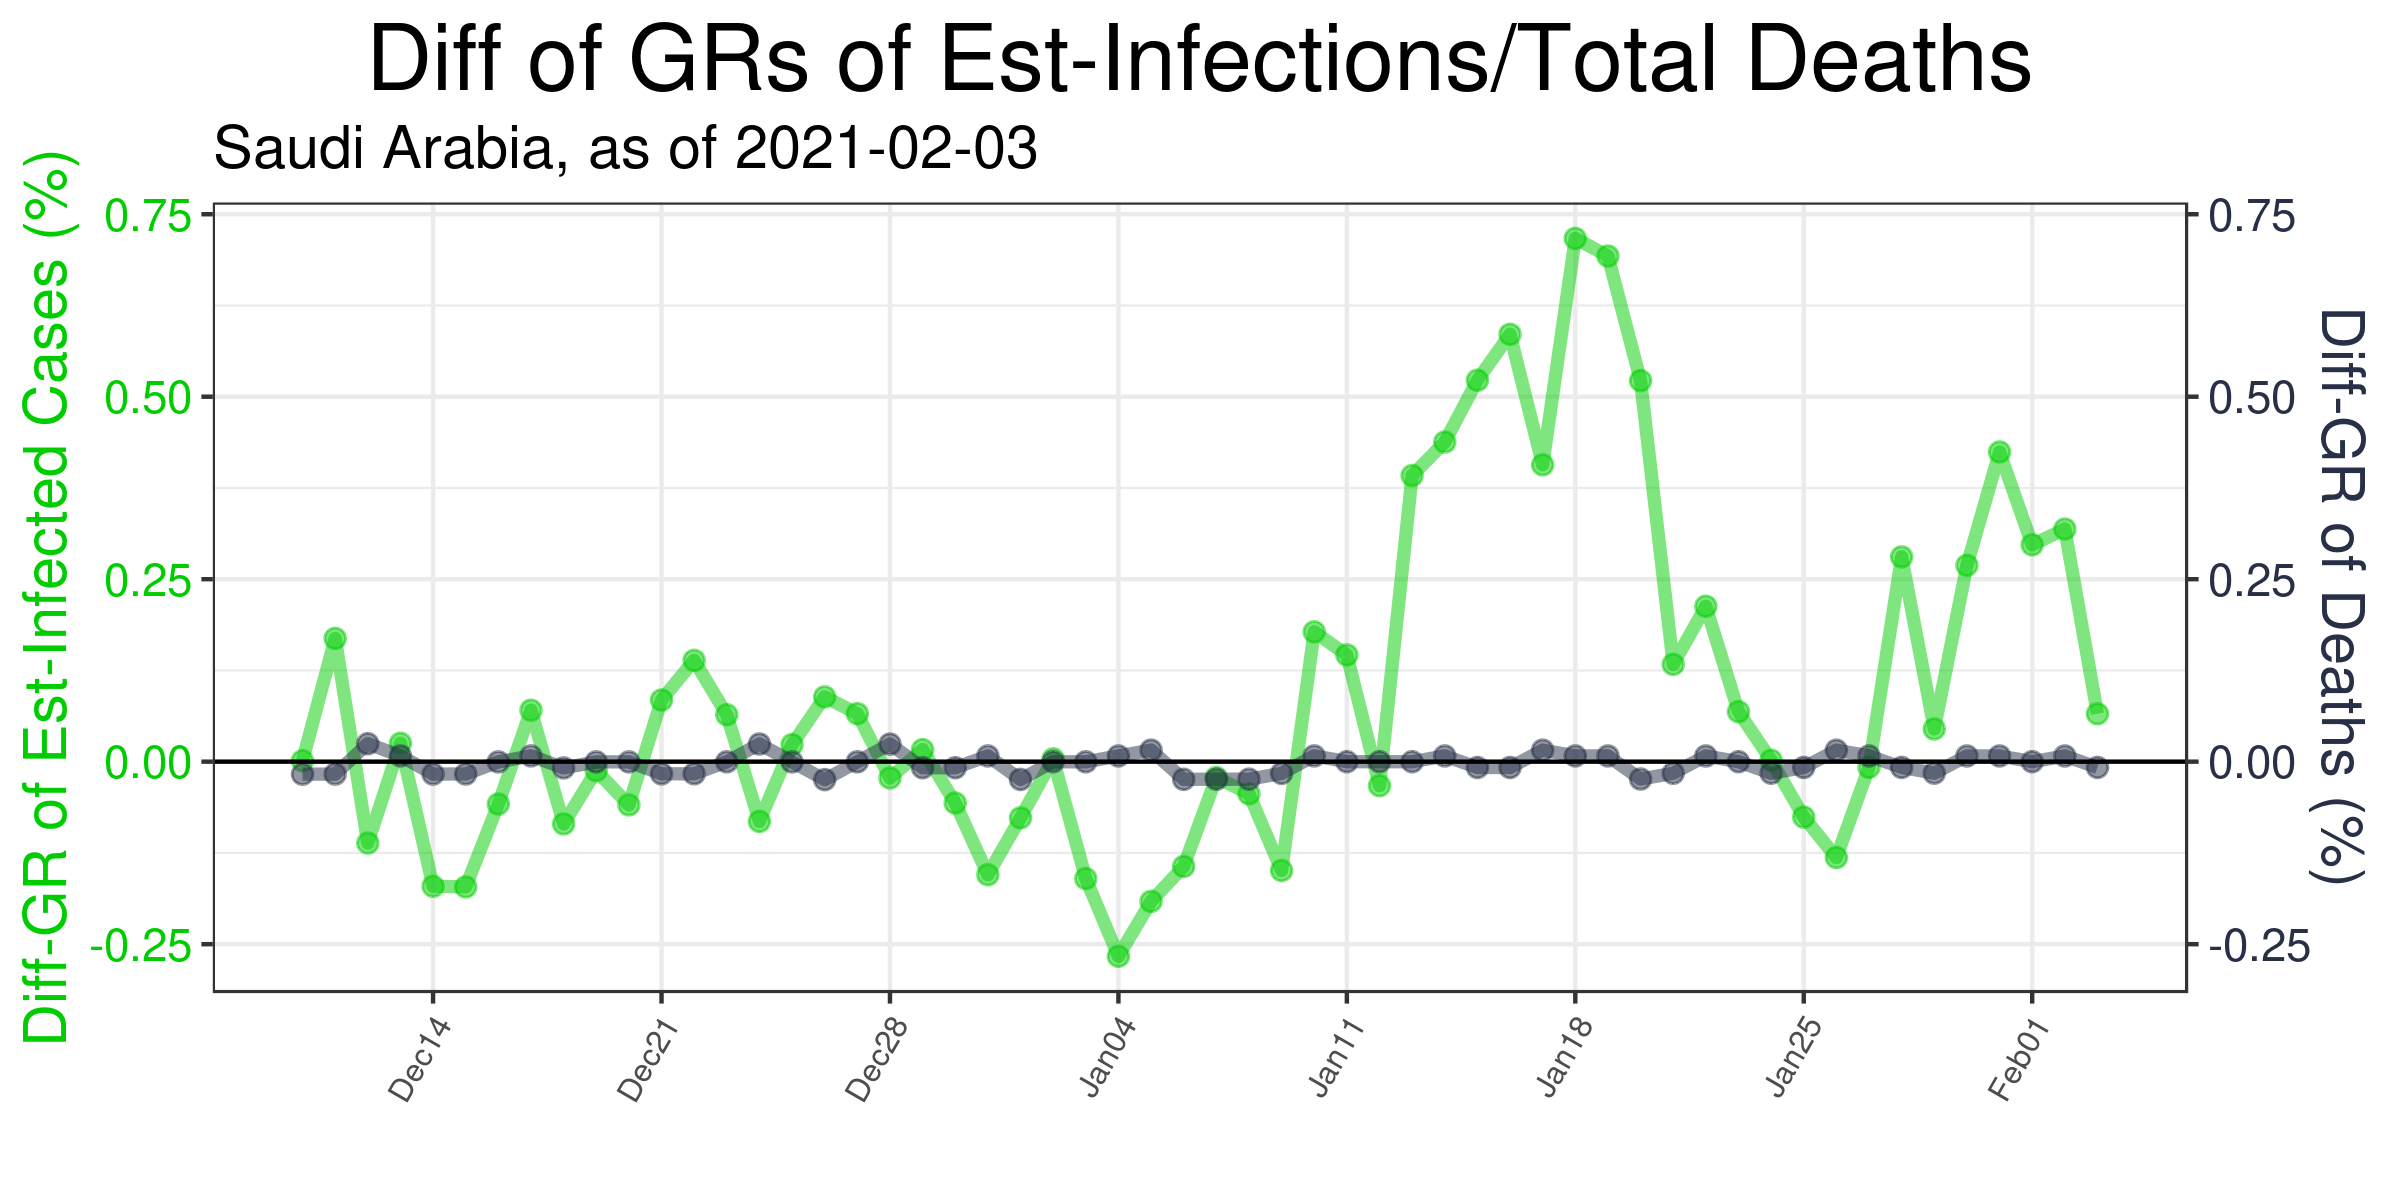 Diff of GRs of Est-Infections/Total Deaths
Saudi Arabia, as of 2021-02-03
Diff-GR of Est-Infected Cases (%)
0.75
0.50
0.25
0.00
-0.25
0.75
0.50
0.25
0.00
-0.25
Diff-GR of Deaths (%)
Dec14
Dec21
Dec28
Jan04
Jan11
Jan18
Jan25
Feb01